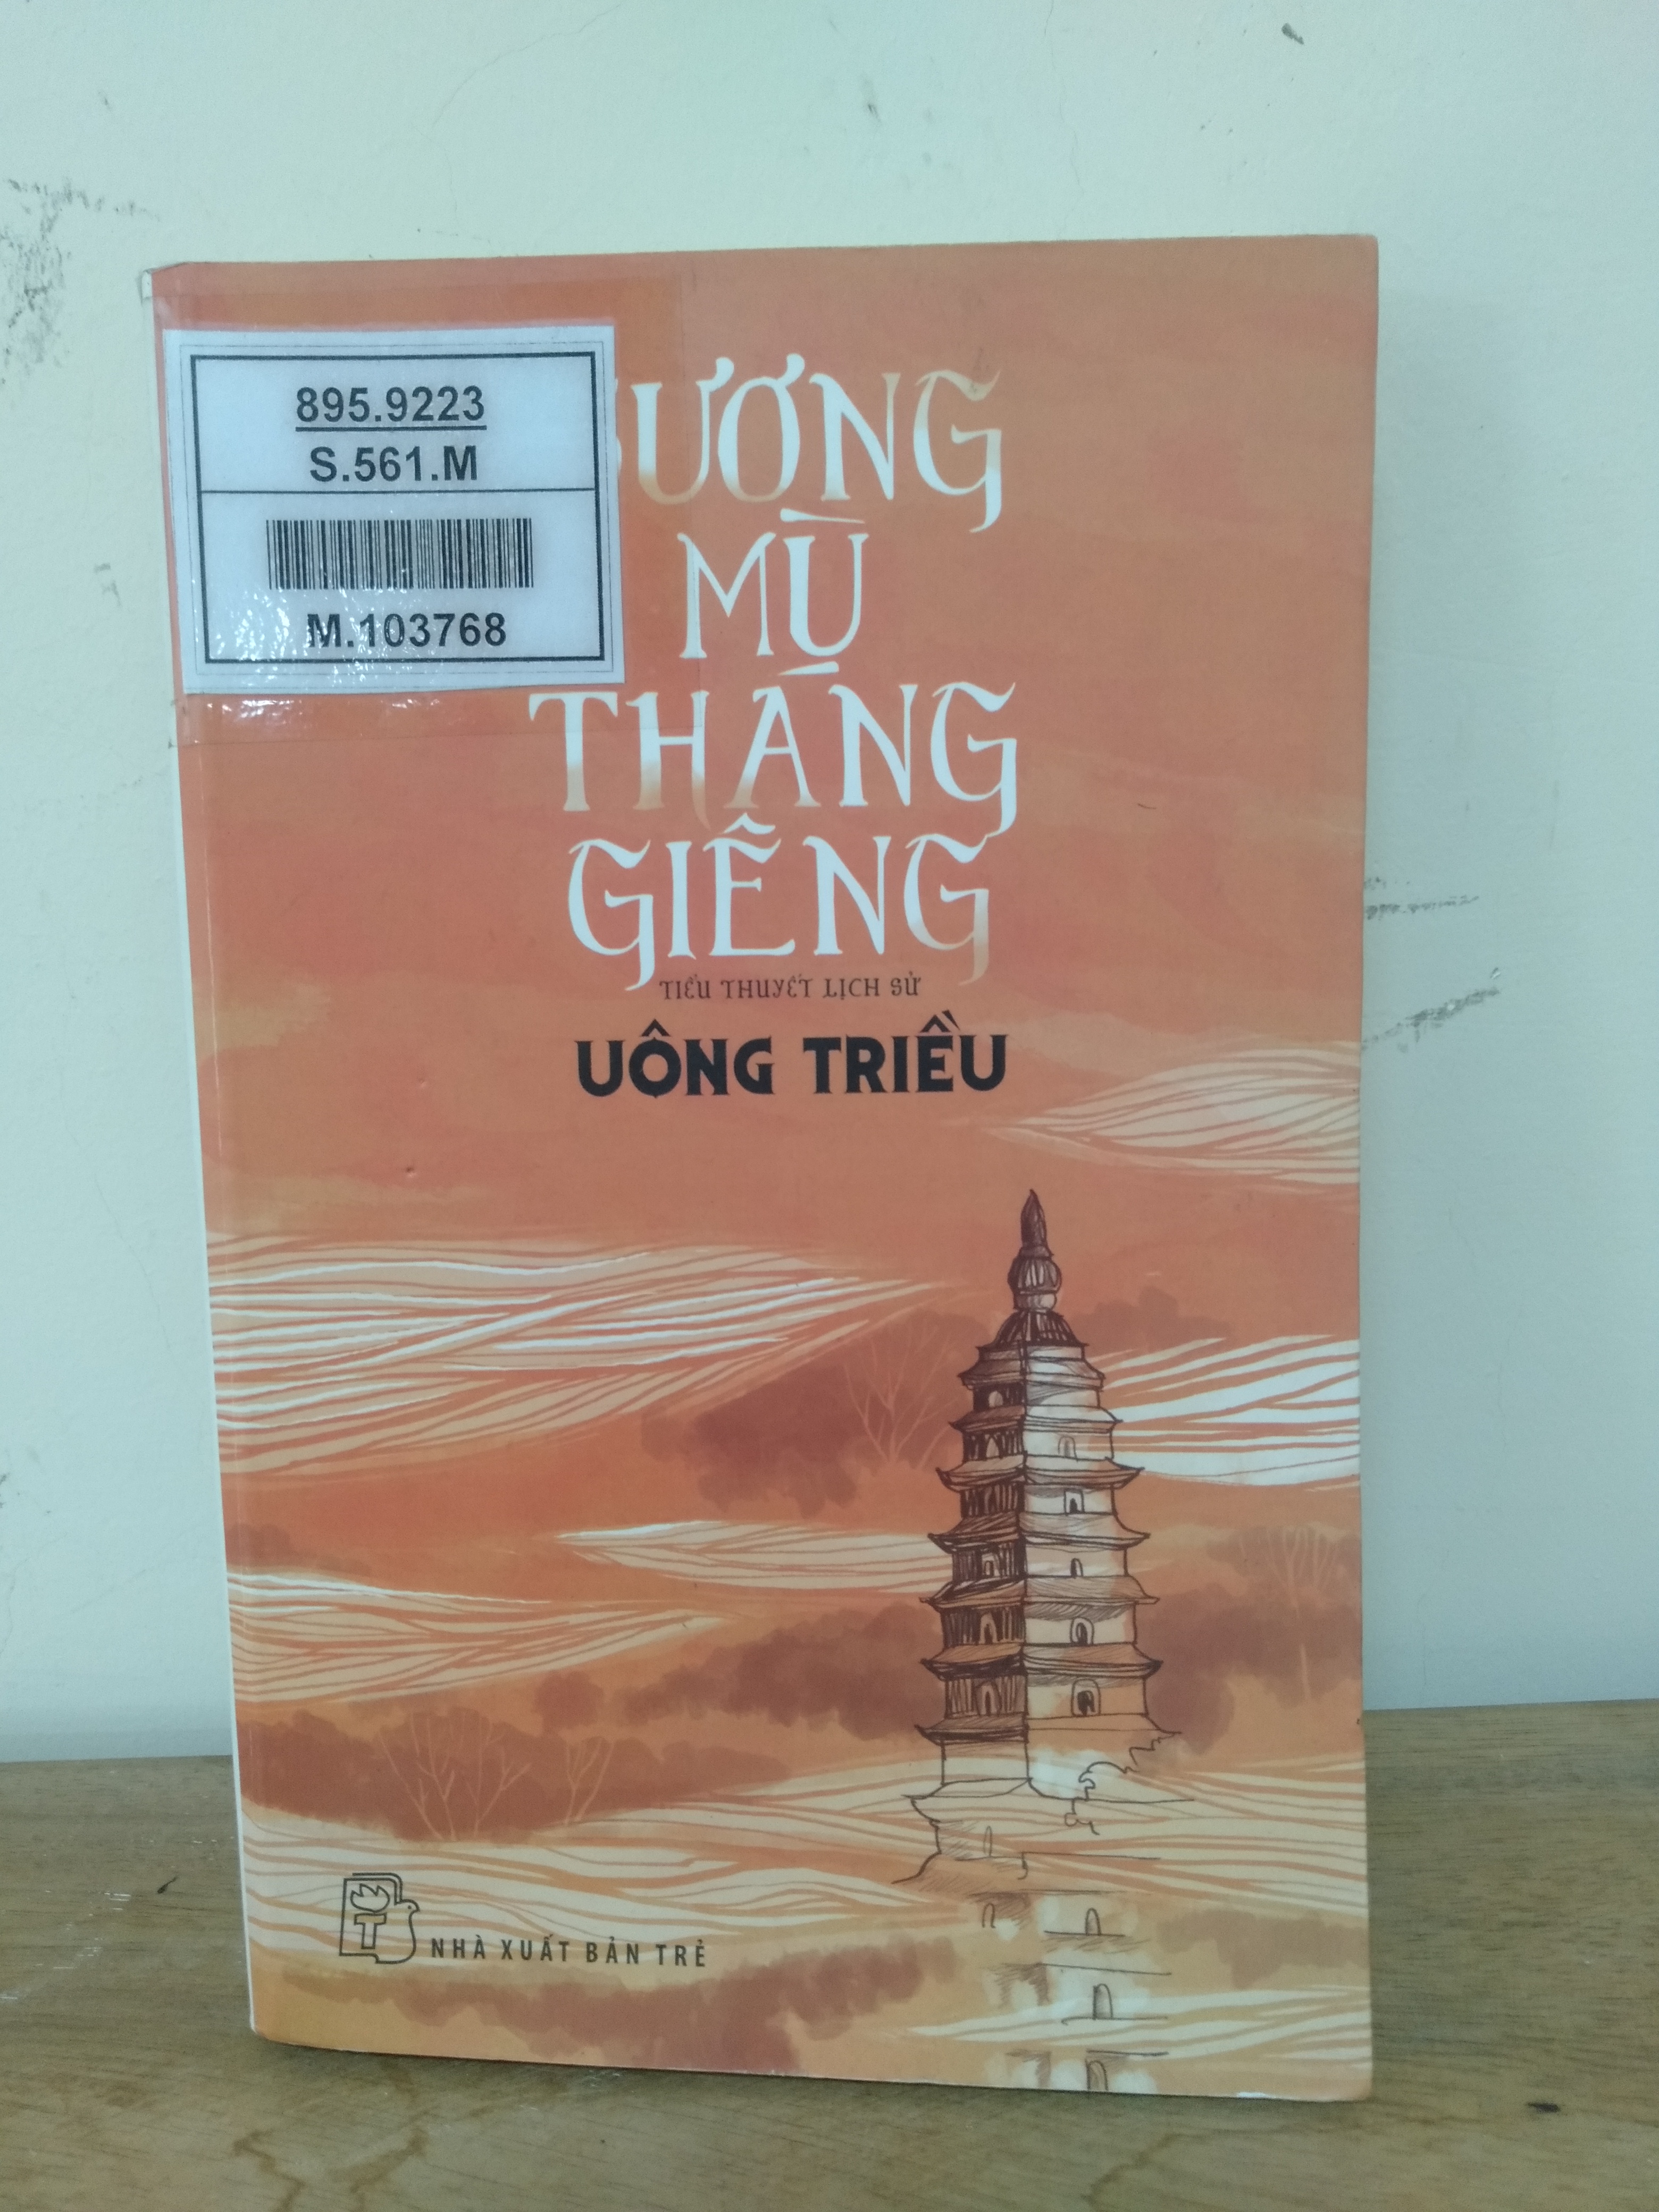 895.9223
S.561.M
M.103768
SƯƠNG
MÙ
THÁNG
GIÊNG
TIỂU THUYẾT LỊCH SỬ
UÔNG TRIỀU
T
NHÀ XUẤT BẢN TRẺ